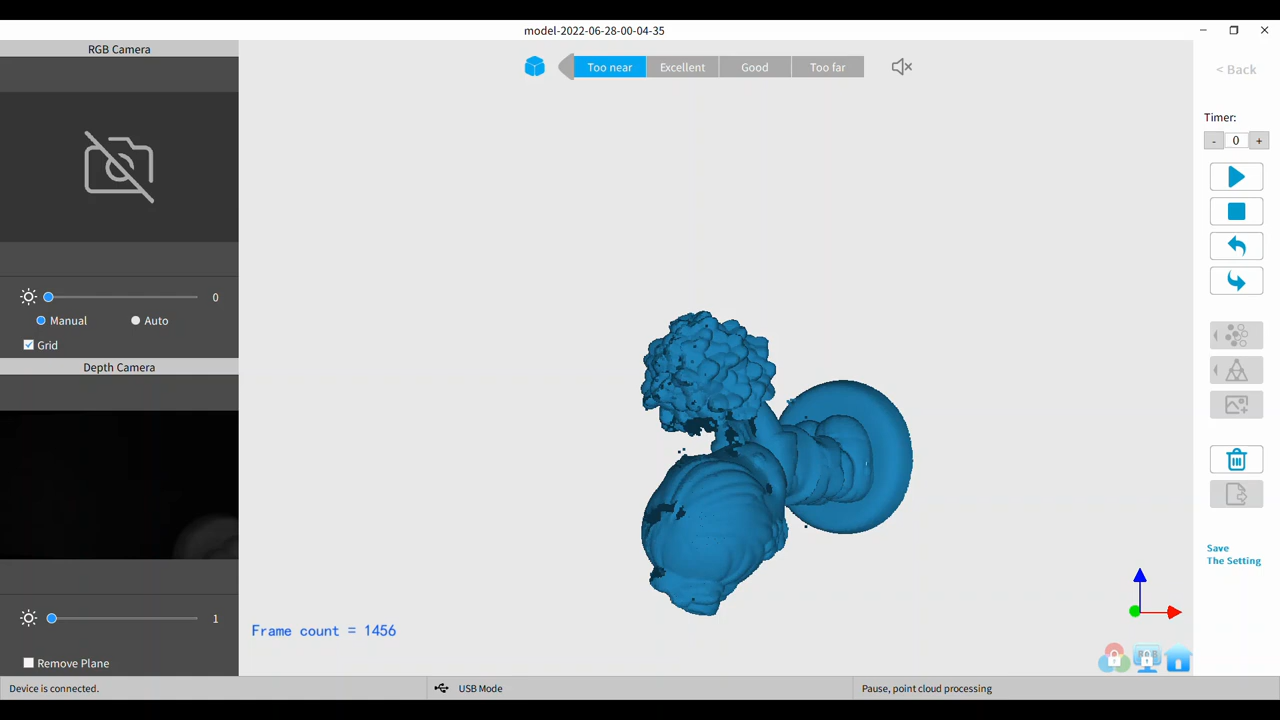 model-2022-06-28-00-04-35
RGB Camera
Too near
Excellent
Good
Too far
< Back
Timer:
- 0 +
0
Manual
Auto
Grid
Depth Camera
1
Remove Plane
Frame count = 1456
Save
The Setting
RGB
Device is connected.
USB Mode
Pause, point cloud processing